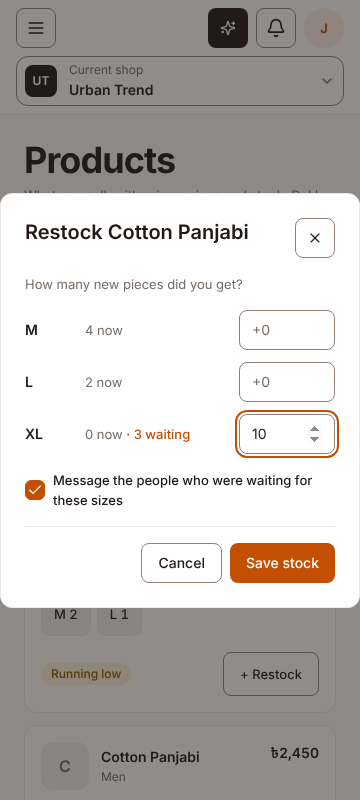 J
UT
Current shop
Urban Trend
Products
Restock Cotton Panjabi
How many new pieces did you get?
M 4 now +0
L 2 now +0
XL 0 now · 3 waiting 10
Message the people who were waiting for
these sizes
Cancel Save stock
M 2 L 1
Running low + Restock
C
Cotton Panjabi ৳2,450
Men